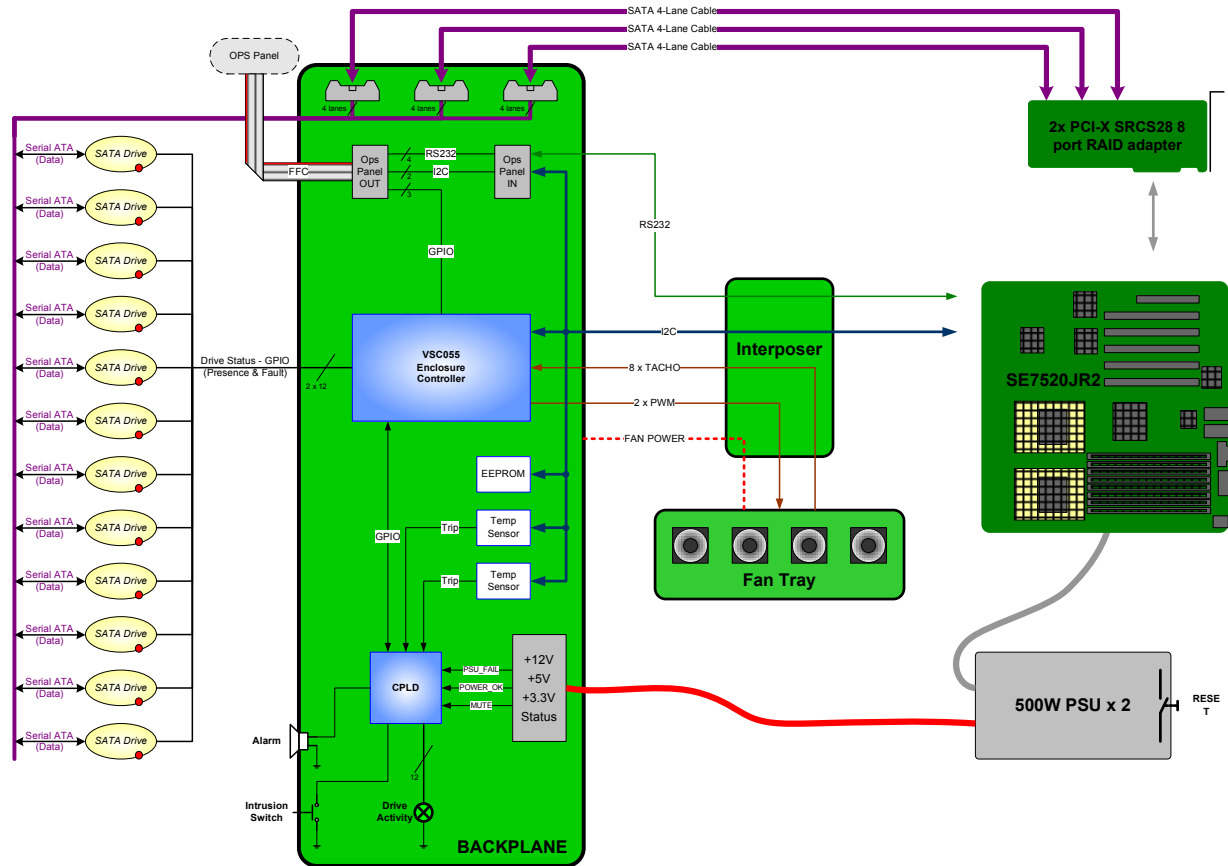 SATA 4-Lane Cable
SATA 4-Lane Cable
SATA 4-Lane Cable
OPS Panel
4 lanes
4 lanes
4 lanes
2x PCI-X SRCS28 8
port RAID adapter
Serial ATA
(Data)
SATA Drive
Serial ATA
(Data)
SATA Drive
Serial ATA
(Data)
SATA Drive
Serial ATA
(Data)
SATA Drive
Serial ATA
(Data)
SATA Drive
Serial ATA
(Data)
SATA Drive
Serial ATA
(Data)
SATA Drive
Serial ATA
(Data)
SATA Drive
Serial ATA
(Data)
SATA Drive
Serial ATA
(Data)
SATA Drive
Serial ATA
(Data)
SATA Drive
Serial ATA
(Data)
SATA Drive
FFC
Ops
Panel
OUT
RS232
4
I2C
2
3
Ops
Panel
IN
RS232
GPIO
VSC055
Enclosure
Controller
Drive Status - GPIO
(Presence & Fault)
2 x 12
I2C
Interposer
8 x TACHO
2 x PWM
FAN POWER
SE7520JR2
EEPROM
GPIO
Trip
Temp
Sensor
Trip
Temp
Sensor
Fan Tray
CPLD
PSU_FAIL
POWER_OK
MUTE
+12V
+5V
+3.3V
Status
500W PSU x 2
RESE
T
Alarm
12
Intrusion
Switch
Drive
Activity
BACKPLANE